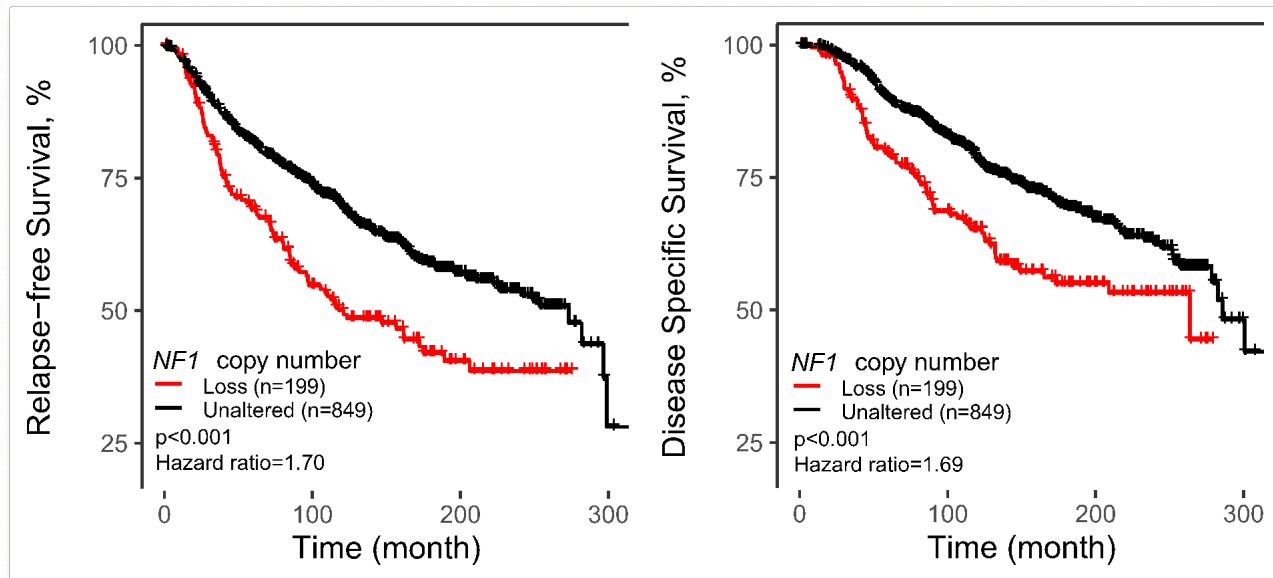 Relapse-free Survival, %
100
75
50
25
NF1 copy number
Loss (n=199)
Unaltered (n=849)
p<0.001
Hazard ratio=1.70
0 100 200 300
Time (month)
Disease Specific Survival, %
100
75
50
25
NF1 copy number
Loss (n=199)
Unaltered (n=849)
p<0.001
Hazard ratio=1.69
0 100 200 300
Time (month)